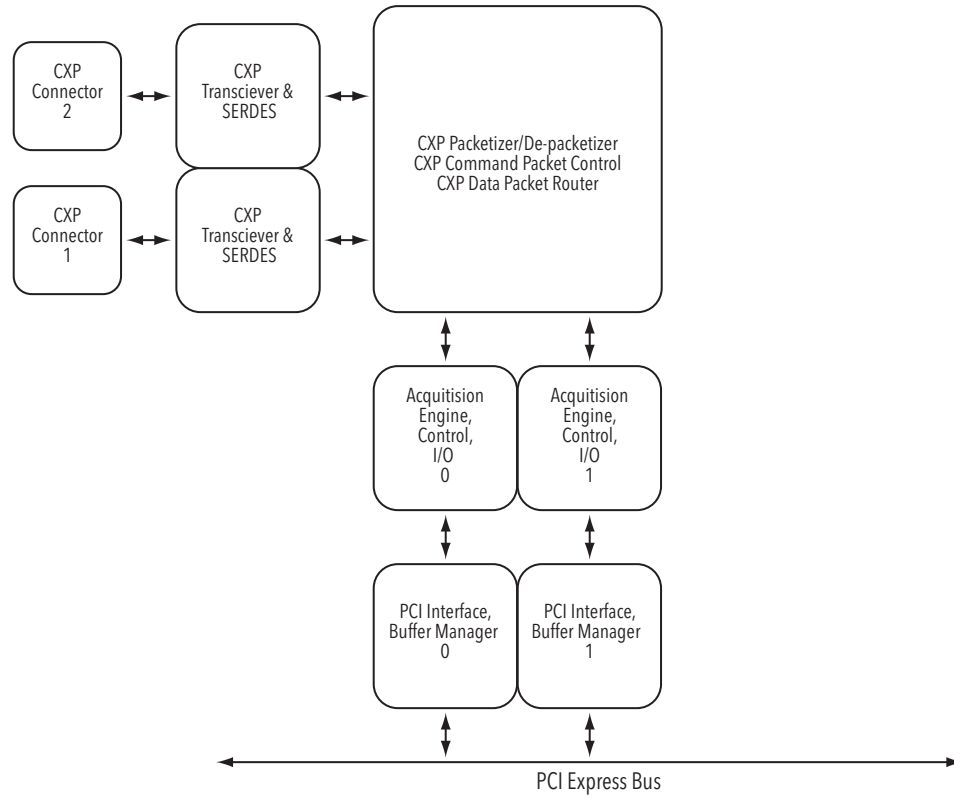 CXP
Connector
2
CXP
Transciever &
SERDES
CXP Packetizer/De-packetizer
CXP Command Packet Control
CXP Data Packet Router
CXP
Connector
1
CXP
Transciever &
SERDES
Acquitision
Engine,
Control,
I/O
0
Acquitision
Engine,
Control,
I/O
1
PCI Interface,
Buffer Manager
0
PCI Interface,
Buffer Manager
1
PCI Express Bus